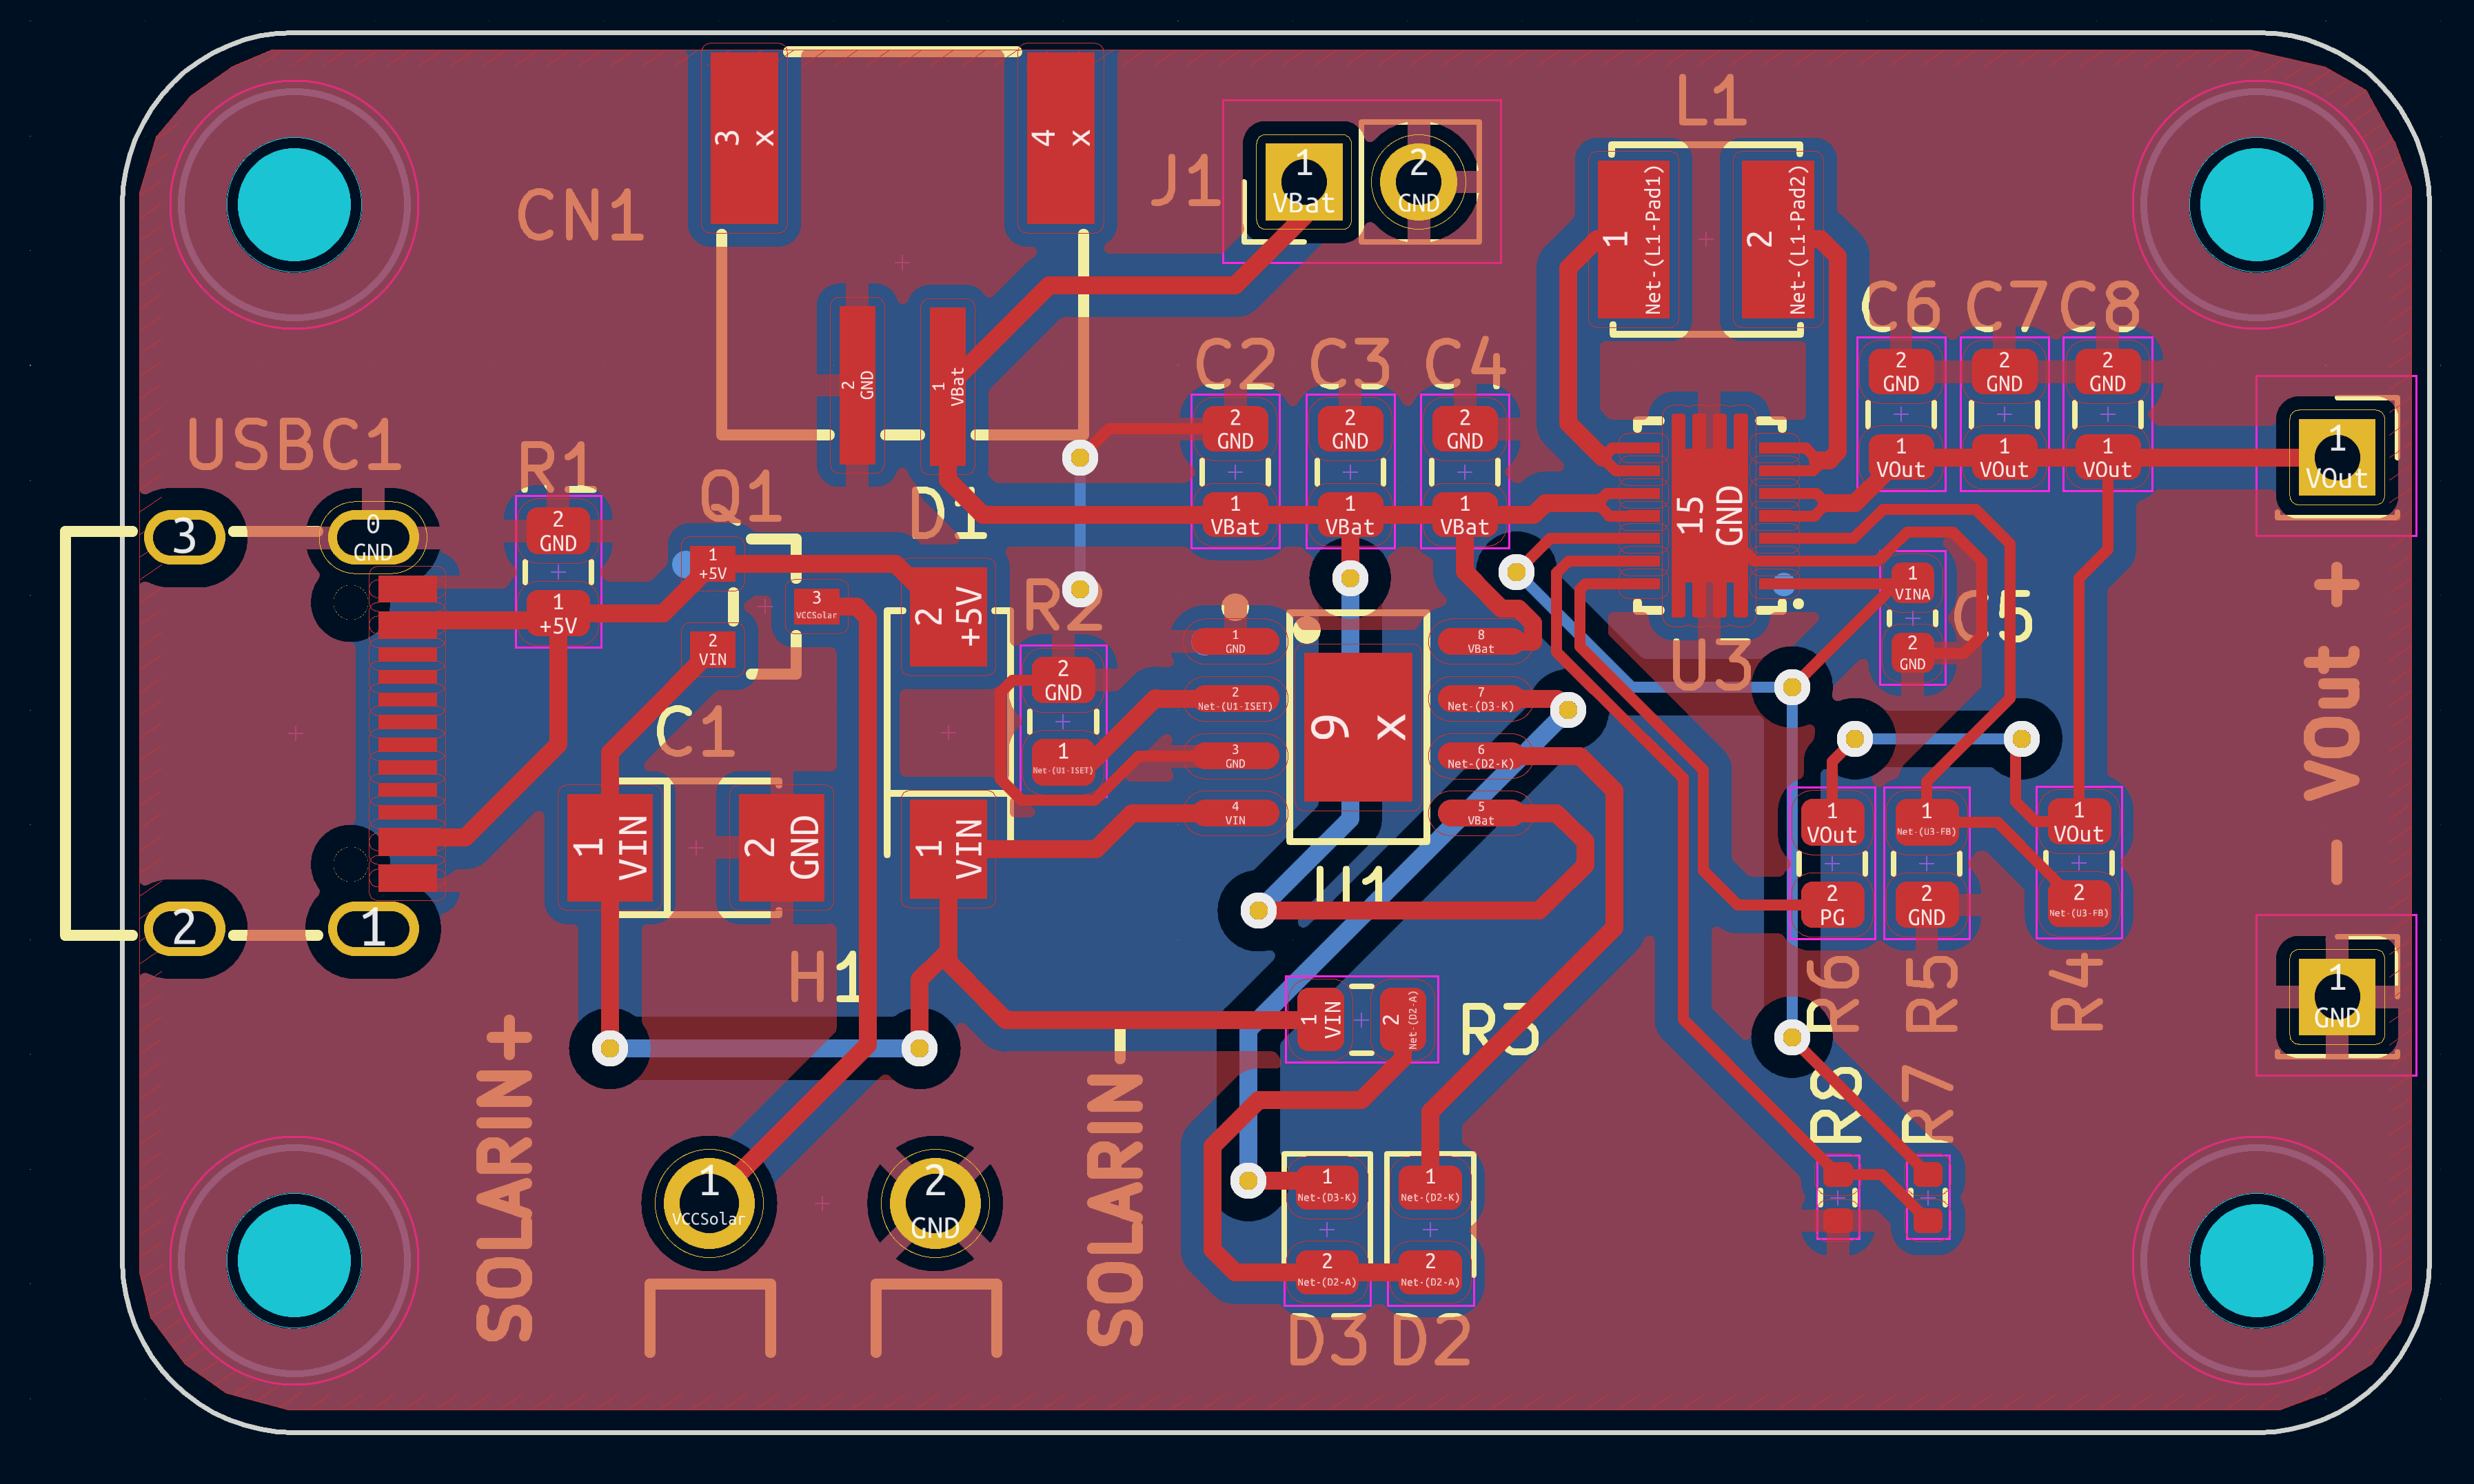 L1
3
x
4
x
J1
1
VBat
2
GND
CN1
1
Net-(L1-Pad1)
2
Net-(L1-Pad2)
C6
C7
C8
C2
C3
C4
2
GND
1
VBat
2
GND
2
GND
2
GND
2
GND
2
GND
2
GND
1
VOut
1
VOut
1
VOut
1
VOut
USBC1
R1
Q1
D1
1
VBat
1
VBat
1
VBat
15
GND
3
0
GND
2
GND
1
+5V
1
+5V
3
VCCSolar
2
VIN
2
+5V
R2
2
GND
1
Net-(U1-ISET)
1
GND
2
Net-(U1-ISET)
3
GND
4
VIN
9
x
8
VBat
7
Net-(D3-K)
6
Net-(D2-K)
5
VBat
U1
U3
1
VINA
2
GND
C5
VOut +
-
C1
1
VIN
2
GND
1
VIN
1
VOut
2
PG
1
Net-(U3-FB)
2
GND
1
VOut
2
Net-(U3-FB)
2
1
H1
1
VIN
2
Net-(D2-A)
R3
R6
R5
R4
1
GND
SOLARIN+
SOLARIN-
R8
R7
1
VCCSolar
2
GND
1
Net-(D3-K)
2
Net-(D2-A)
1
Net-(D2-K)
2
Net-(D2-A)
D3
D2